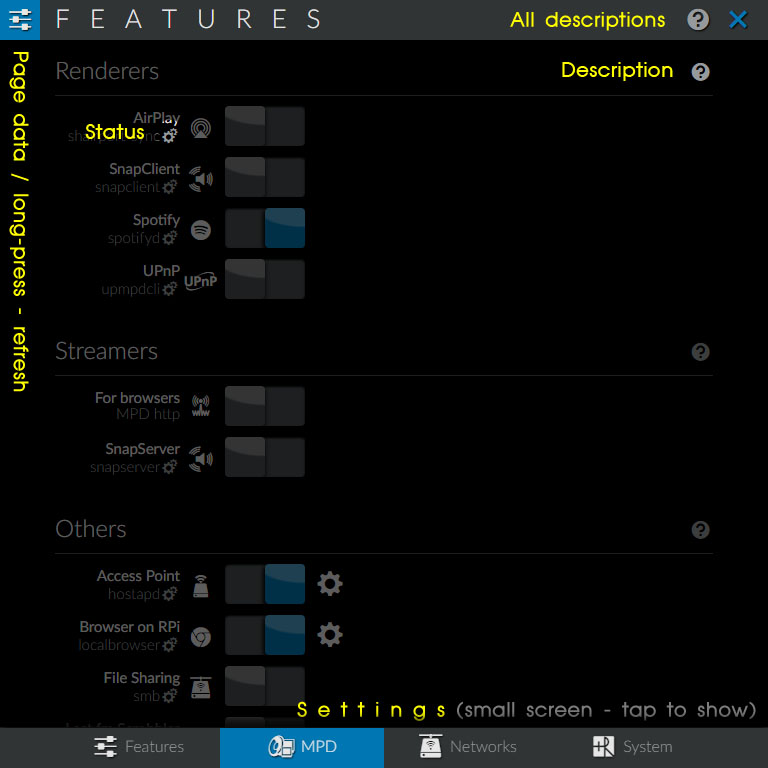 FEATURES
All descriptions
Page data / long-press - refresh
Renderers
Description
AirPlay
Status
SnapClient
snapclient
Spotify
spotifyd
UPnP
upmpdcli
UPnP
Streamers
For browsers
MPD http
www
SnapServer
snapserver
Others
Access Point
hostapd
Browser on RPi
localbrowser
File Sharing
smb
Settings (small screen - tap to show)
Features
MPD
Networks
R
System